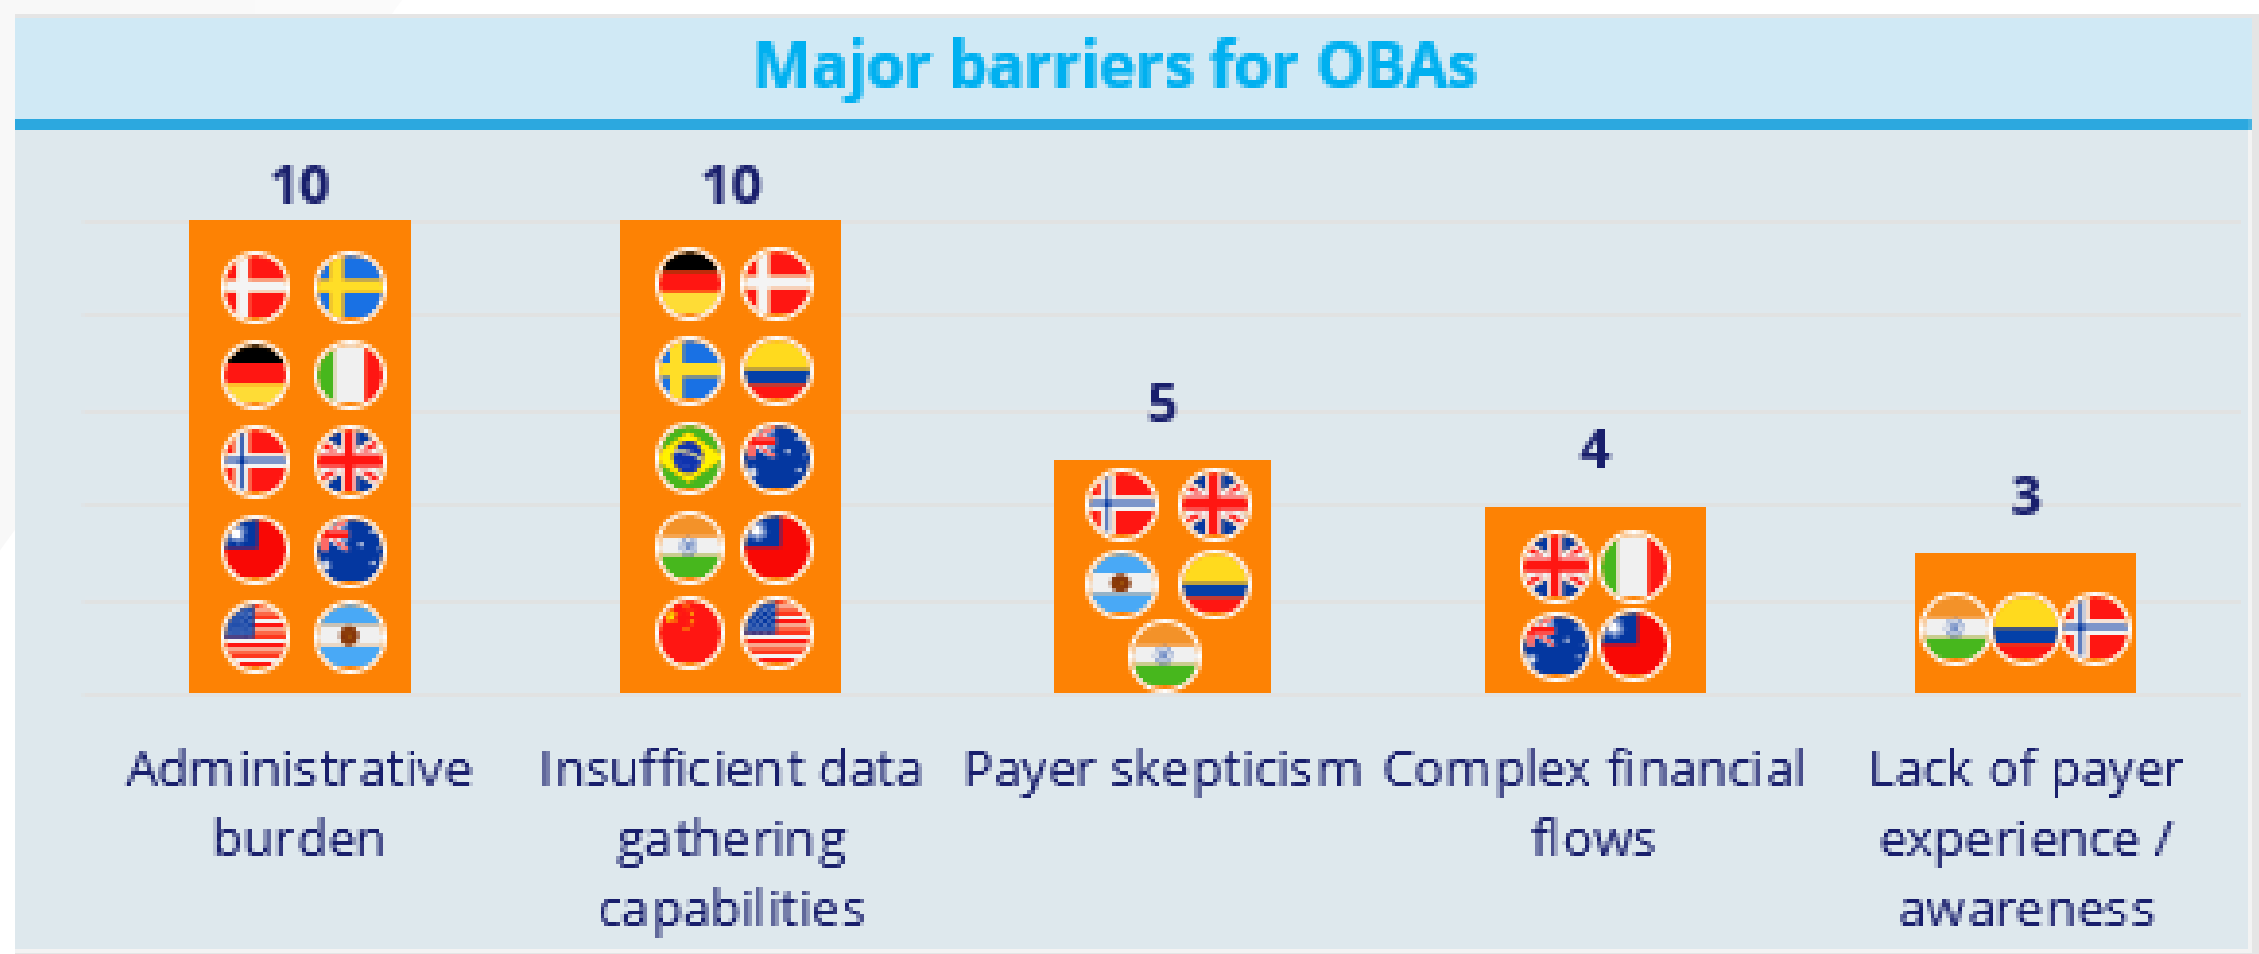 Major barriers for OBAs
10
10
5
4
3
Administrative
burden
Insufficient data
gathering
capabilities
Payer skepticism
Complex financial
flows
Lack of payer
experience /
awareness